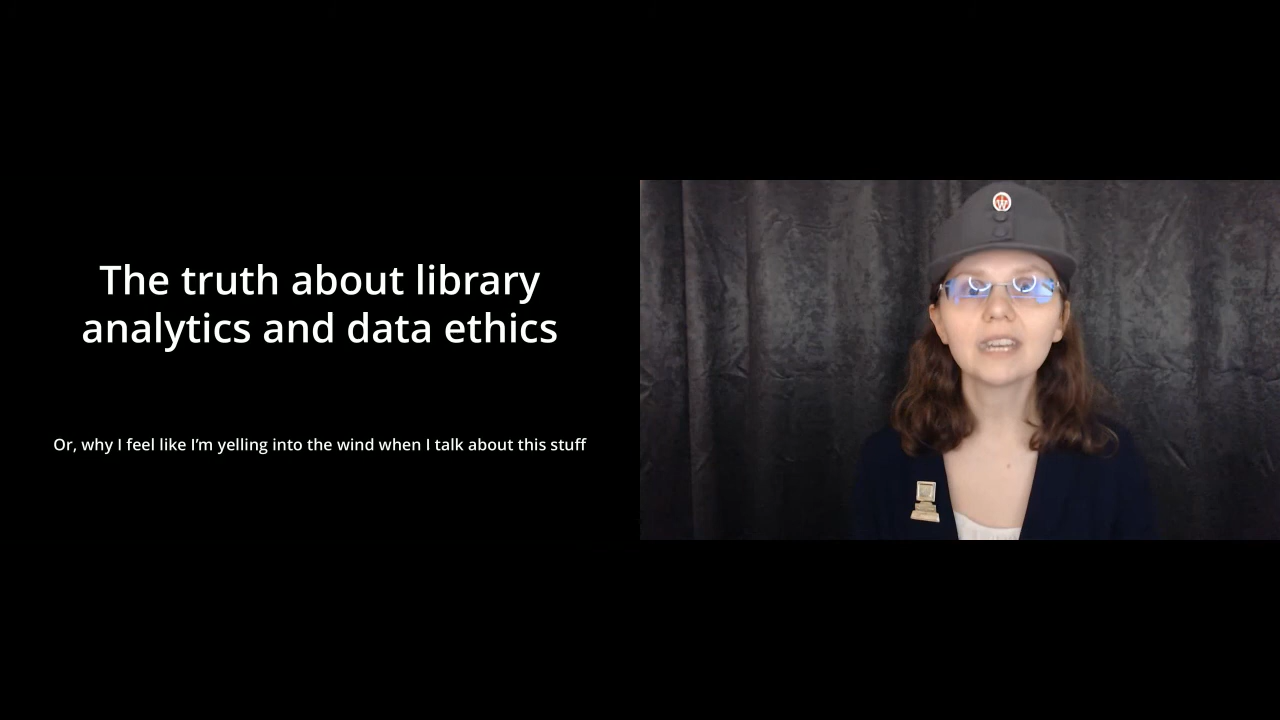 The truth about library
analytics and data ethics
Or, why I feel like I'm yelling into the wind when I talk about this stuff
W